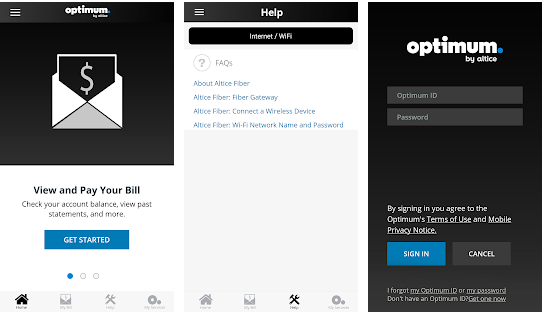 optimum.
by altice
$
View and Pay Your Bill
Check your account balance, view past
statements, and more.
GET STARTED
Home
My Bill
Help
My Services
Help
Internet / WiFi
? FAQs
About Altice Fiber
Altice Fiber: Fiber Gateway
Altice Fiber: Connect a Wireless Device
Altice Fiber: Wi-Fi Network Name and Password
Home
My Bill
Help
My Services
optimum.
by altice
Optimum ID
Password
By signing in you agree to the
Optimum's Terms of Use and Mobile
Privacy Notice.
SIGN IN
CANCEL
I forgot my Optimum ID or my password
Don't have an Optimum ID?Get one now